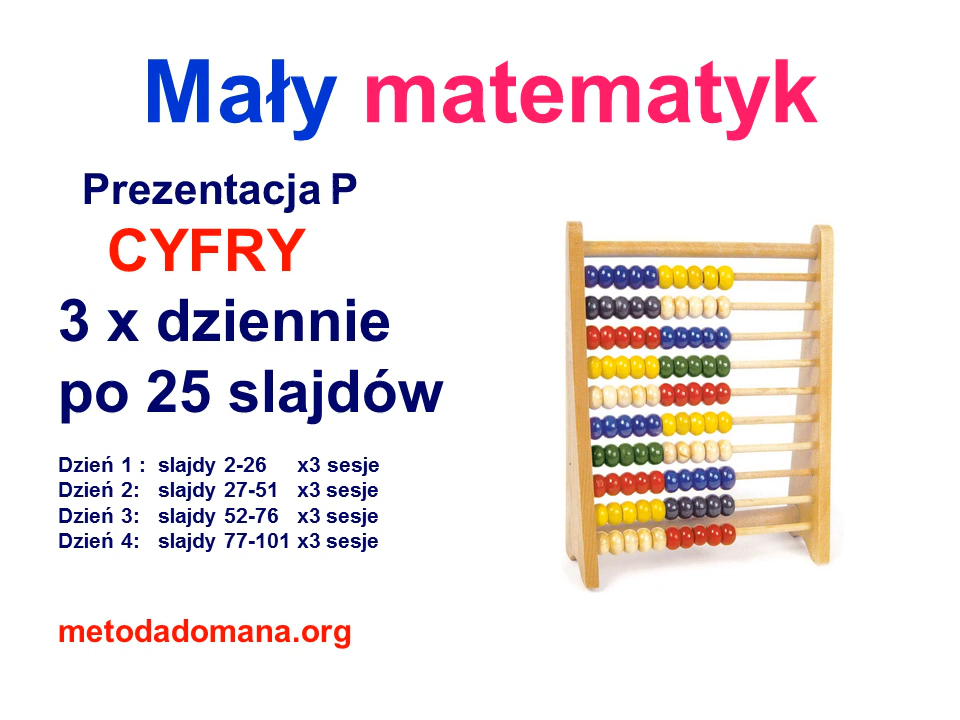 Mały matematyk
Prezentacja P
CYFRY
3 x dziennie
po 25 slajdów
Dzień 1 : slajdy 2-26 x3 sesje
Dzień 2: slajdy 27-51 x3 sesje
Dzień 3: slajdy 52-76 x3 sesje
Dzień 4: slajdy 77-101 x3 sesje
metodadomana.org